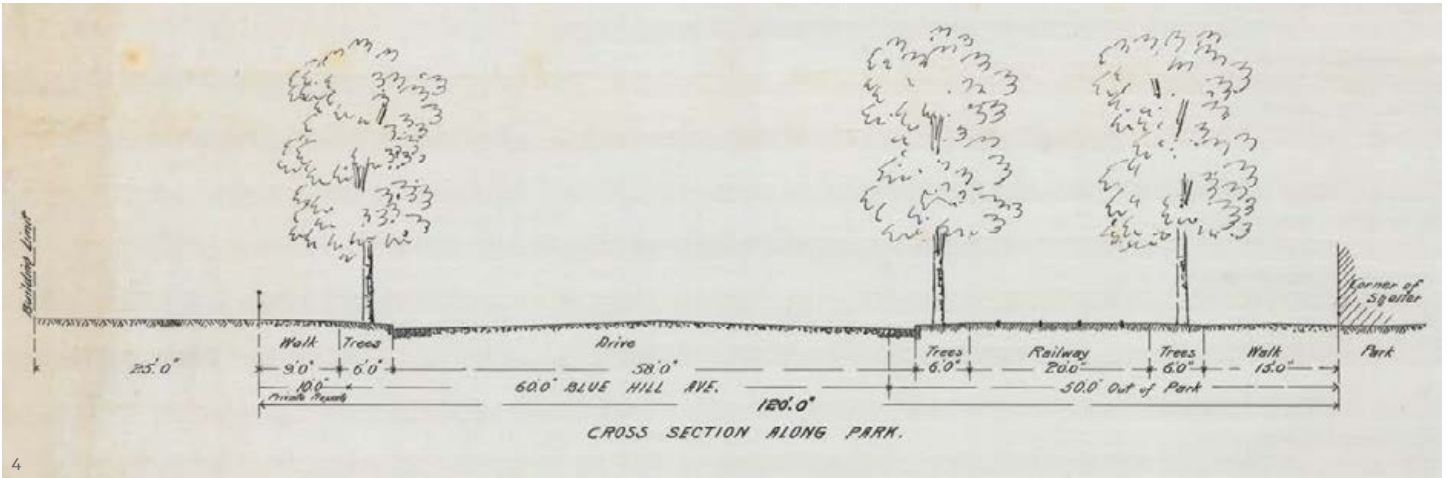 Building Limit
Corner of
Shelter
Walk Trees Drive Trees Railway Trees Walk Park
25'.0" 9'.0" 6'.0" 58'.0" 6'.0" 20'.0" 6'.0" 15'.0"
10.0" 60.0" BLUE HILL AVE. 50.0" Out of Park
Private
120'.0"
CROSS SECTION ALONG PARK.
4